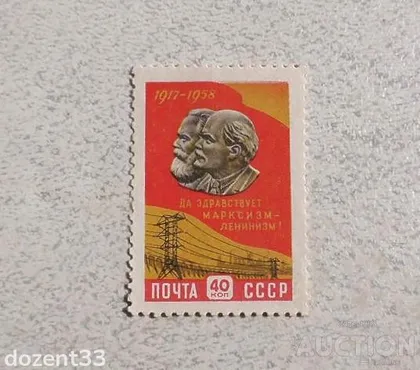 1917-1958
ДА ЗДРАВСТВУЕТ
МАРКСИЗМ-
ЛЕНИНИЗМ!
ПОЧТА 40 КОП СССР
AUCTION
dozent33